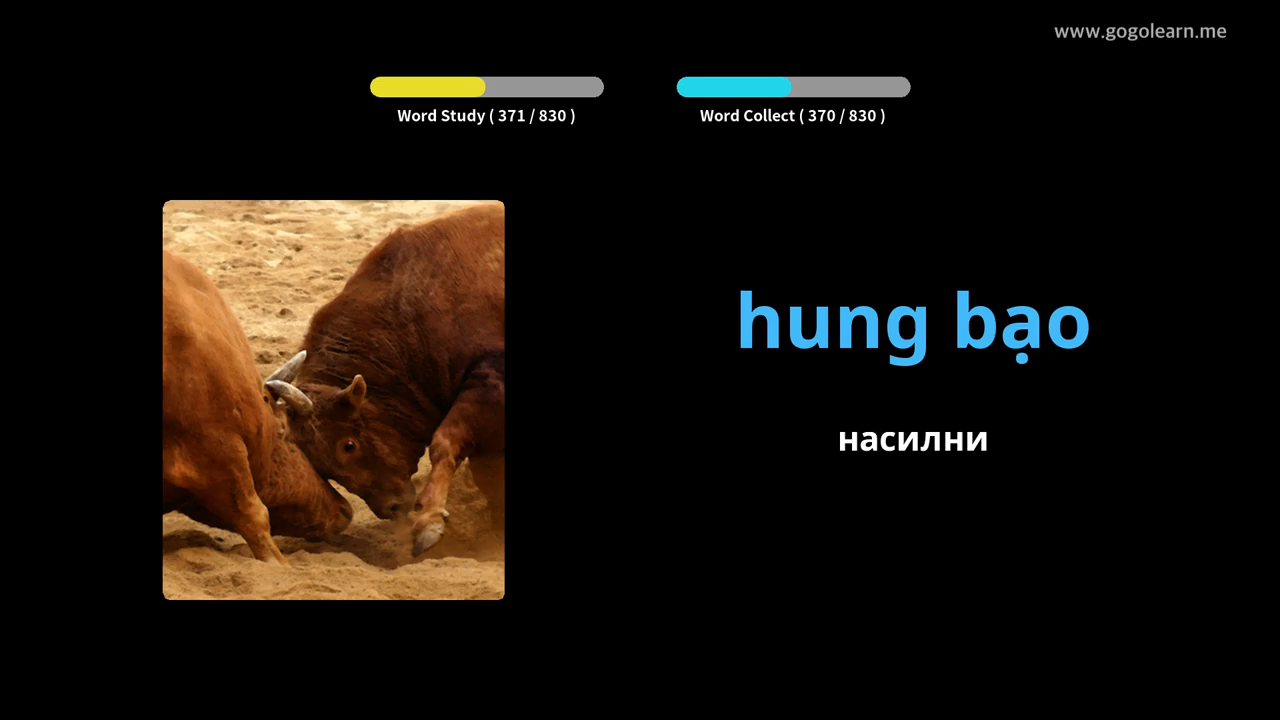 www.gogolearn.me
Word Study ( 371 / 830 )
Word Collect ( 370 / 830 )
hung bạo
насилни